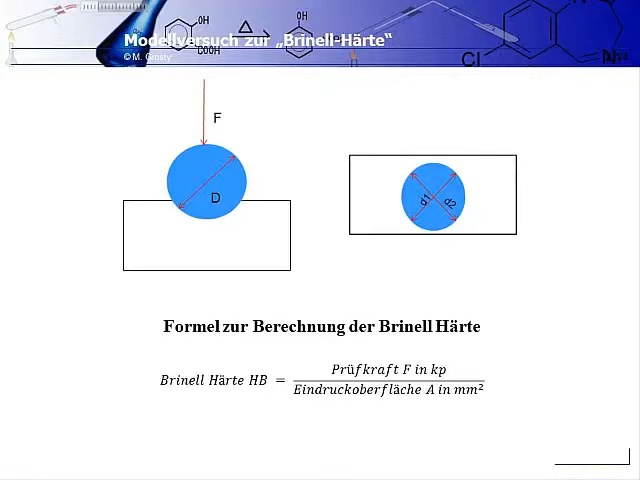 OH
OH
COOH
Cl
Modellversuch zur „Brinell-Härte“
F
D
d1
d2
Formel zur Berechnung der Brinell Härte
Brinell Härte HB = Prüfkraft F in kp
Eindruckoberfläche A in mm²